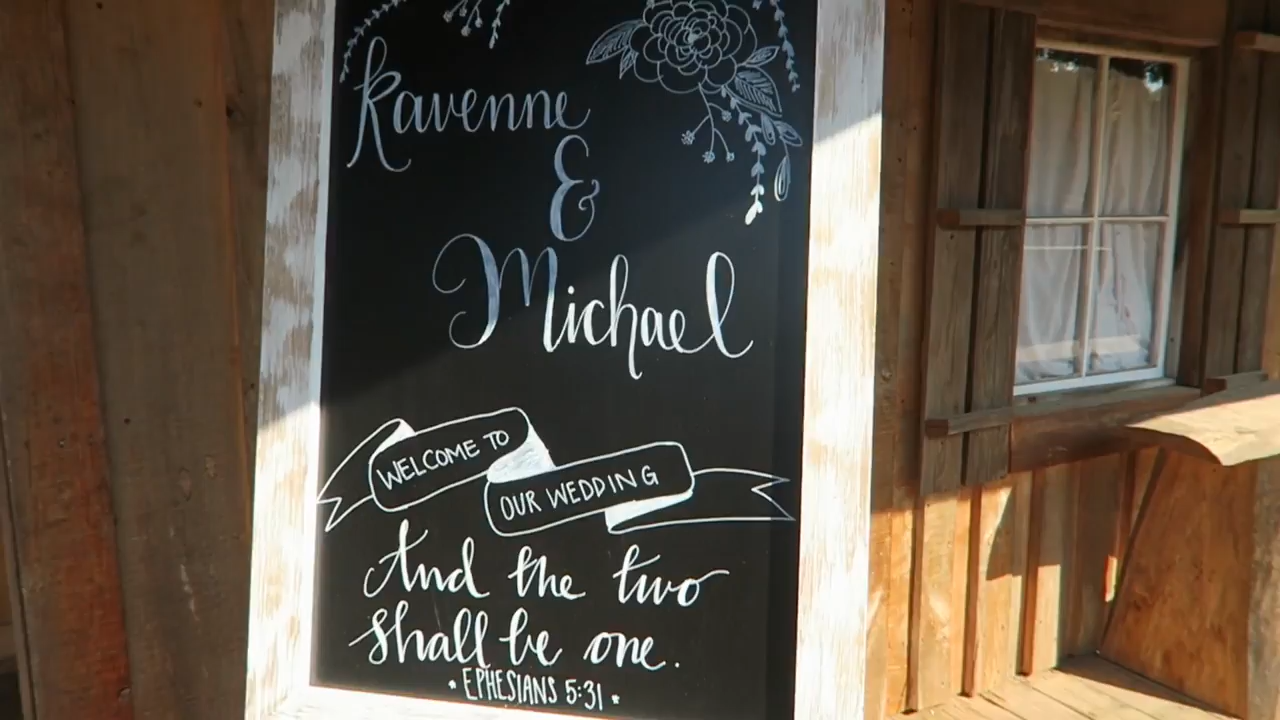 Ravenne
&
Michael
WELCOME TO
OUR WEDDING
And the two
shall be one.
• EPHESIANS 5:31 •